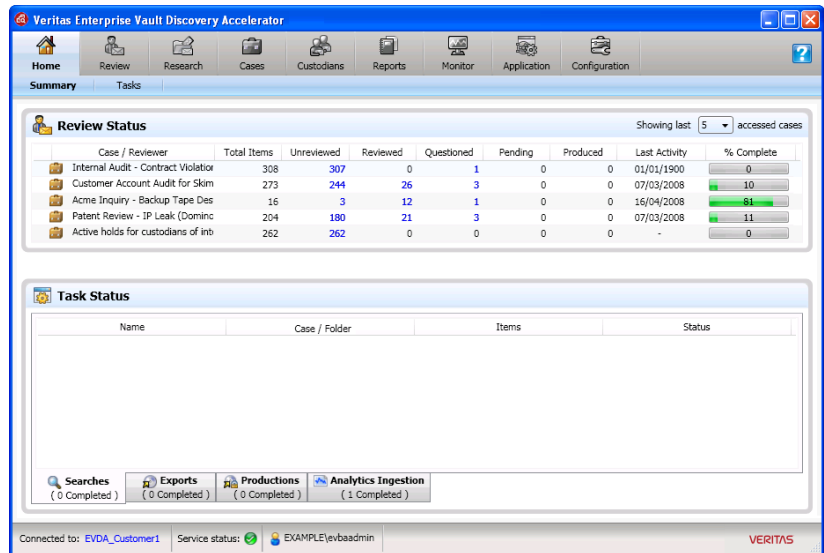 Veritas Enterprise Vault Discovery Accelerator
Home Review Research Cases Custodians Reports Monitor Application Configuration
Summary Tasks
Review Status Showing last 5 accessed cases
Case / Reviewer Total Items Unreviewed Reviewed Questioned Pending Produced Last Activity % Complete
Internal Audit - Contract Violation 308 307 0 1 0 0 01/01/1900 0
Customer Account Audit for Skim 273 244 26 3 0 0 07/03/2008 10
Acme Inquiry - Backup Tape Des 16 3 12 1 0 0 16/04/2008 81
Patent Review - IP Leak (Dominc 204 180 21 3 0 0 07/03/2008 11
Active holds for custodians of int 262 262 0 0 0 0 - 0
Task Status
Name Case / Folder Items Status
Searches Exports Productions Analytics Ingestion
( 0 Completed ) ( 0 Completed ) ( 0 Completed ) ( 1 Completed )
Connected to: EVDA_Customer1 Service status: EXAMPLE\evbaadmin VERITAS